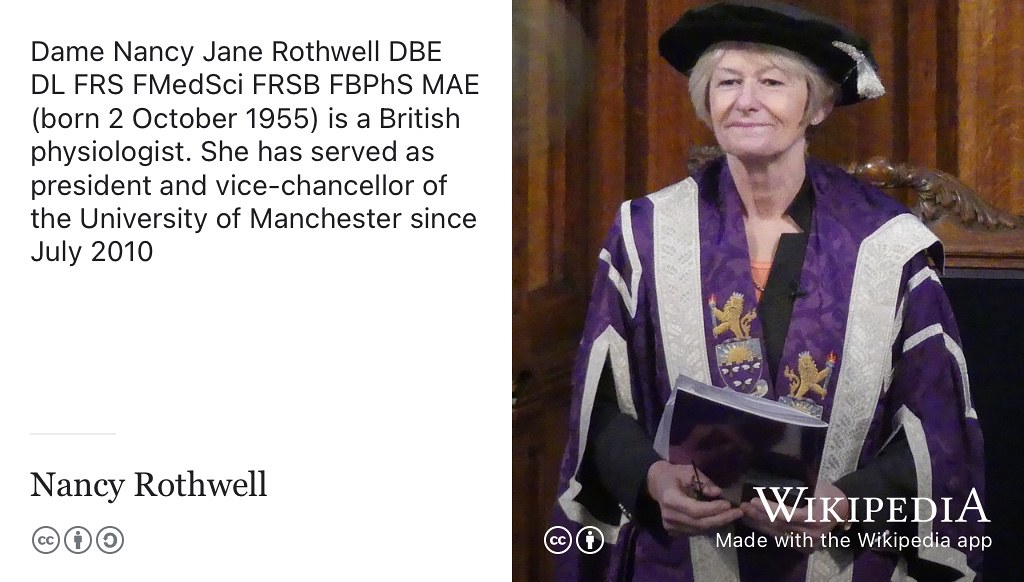 Dame Nancy Jane Rothwell DBE
DL FRS FMedSci FRSB FBPhS MAE
(born 2 October 1955) is a British
physiologist. She has served as
president and vice-chancellor of
the University of Manchester since
July 2010
Nancy Rothwell
cc
cc
WIKIPEDIA
Made with the Wikipedia app